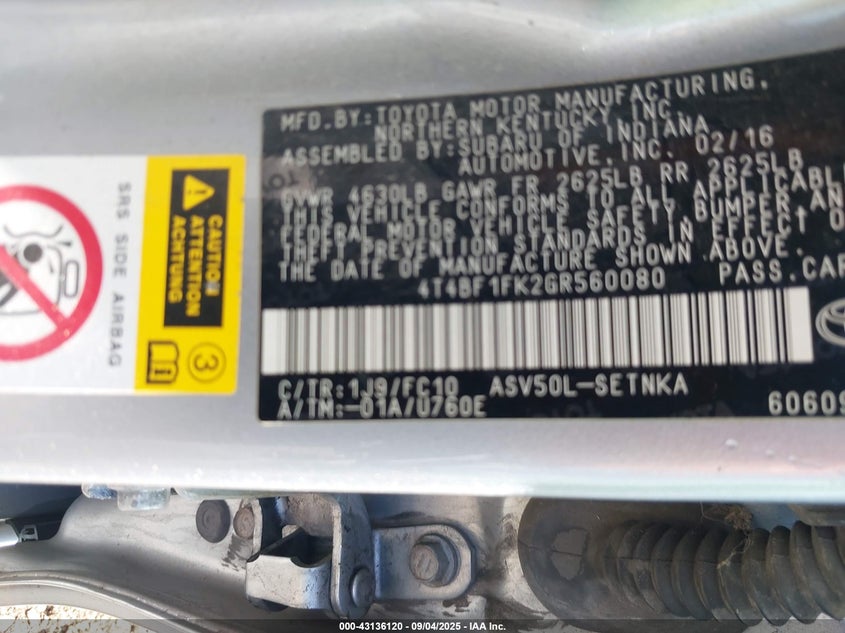 MFD.BY:TOYOTA MOTOR MANUFACTURING,
NORTHERN KENTUCKY INC.
ASSEMBLED BY:SUBARU OF INDIANA
AUTOMOTIVE,INC. 02/16
GVWR 4630LB GAWR FR 2625LB RR 2625LB
THIS VEHICLE CONFORMS TO ALL APPLICABLE
FEDERAL MOTOR VEHICLE SAFETY, BUMPER AN
THEFT PREVENTION STANDARDS IN EFFECT O
THE DATE OF MANUFACTURE SHOWN ABOVE.
4T4BF1FK2GR560080 PASS.CAR
C/TR:1J9/FC10 ASV50L-SETNKA
A/TM:-01A/U760E 60609
SRS SIDE AIRBAG
CAUTION
ATTENTION
ACHTUNG
3
000-43136120 - 09/04/2025 - IAA Inc.